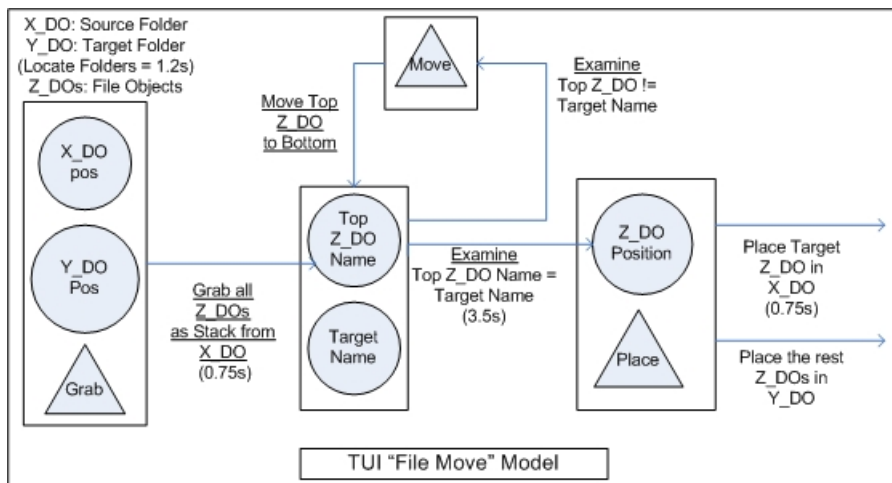 X_DO: Source Folder
Y_DO: Target Folder
(Locate Folders = 1.2s)
Z_DOs: File Objects
X_DO
pos
Y_DO
Pos
Grab
Grab all
Z_DOs
as Stack from
X_DO
(0.75s)
Move Top
Z_DO
to Bottom
Move
Examine
Top Z_DO !=
Target Name
Top
Z_DO
Name
Target
Name
Examine
Top Z_DO Name =
Target Name
(3.5s)
Z_DO
Position
Place
Place Target
Z_DO in
X_DO
(0.75s)
Place the rest
Z_DOs in
Y_DO
TUI "File Move" Model